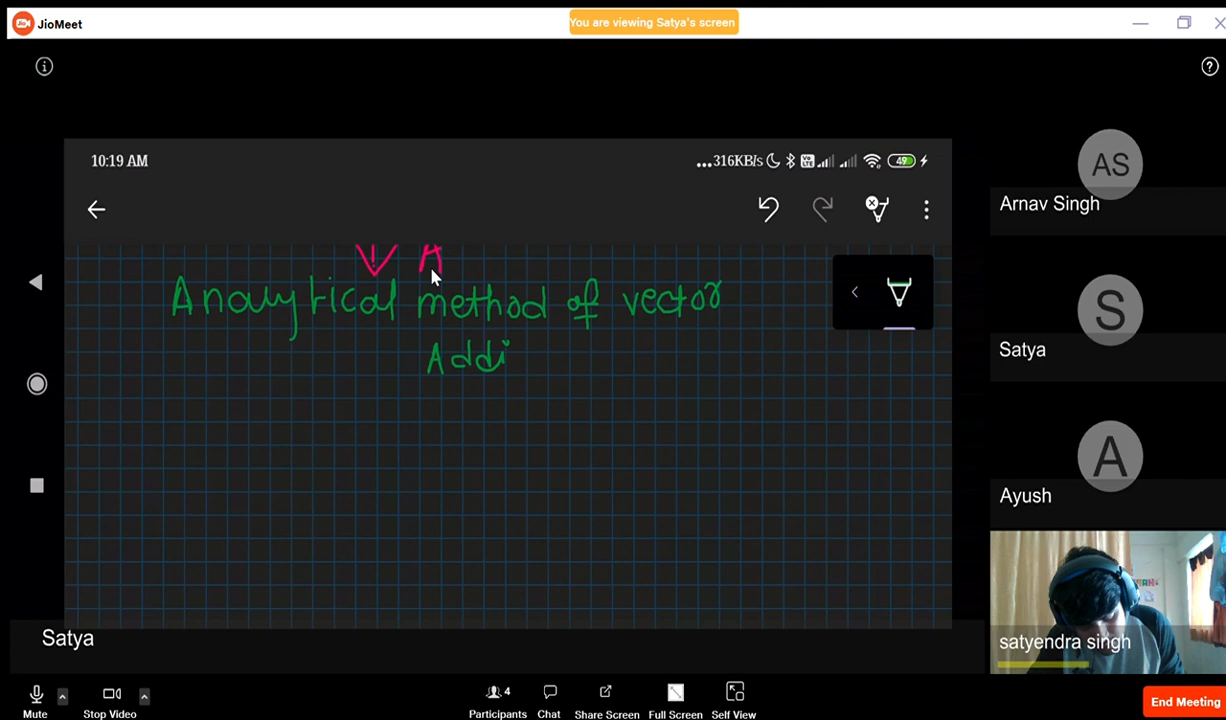 JioMeet
You are viewing Satya's screen
10:19 AM
...316KB/s
Vo LTE
49
A
Analytical method of vector
Addi
AS
Arnav Singh
S
Satya
A
Ayush
satyendra singh
Satya
Mute
Stop Video
4
Participants
Chat
Share Screen
Full Screen
Self View
End Meeting